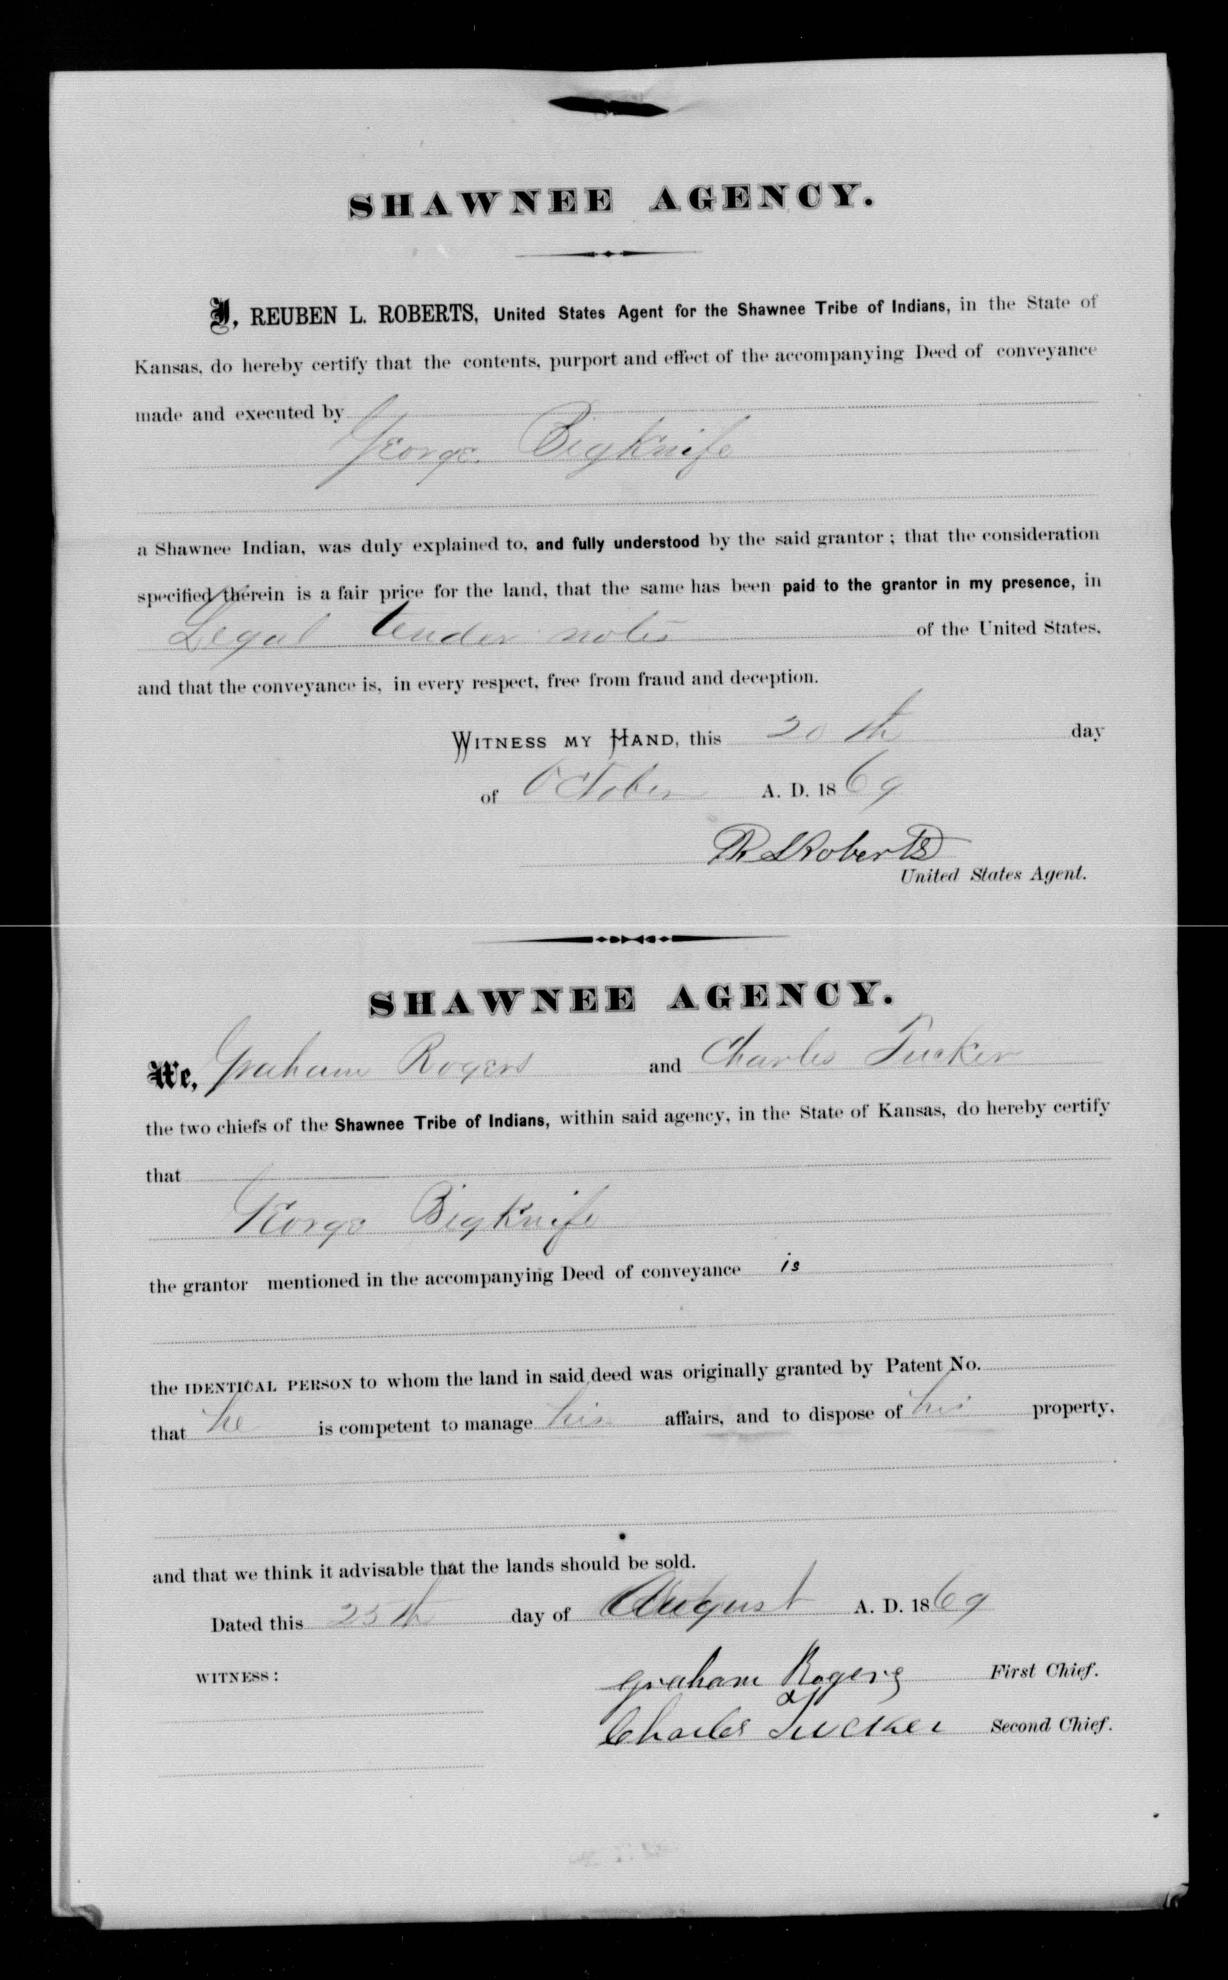 SHAWNEE AGENCY.
I, REUBEN L. ROBERTS, United States Agent for the Shawnee Tribe of Indians, in the State of
Kansas, do hereby certify that the contents, purport and effect of the accompanying Deed of conveyance
made and executed by
George BigKnife
a Shawnee Indian, was duly explained to, and fully understood by the said grantor ; that the consideration
specified therein is a fair price for the land, that the same has been paid to the grantor in my presence, in
Legal tender notes of the United States,
and that the conveyance is, in every respect, free from fraud and deception.
WITNESS MY HAND, this 20th day
of October A. D. 1869
R L Roberts
United States Agent.
SHAWNEE AGENCY.
We, Graham Rogers and Charles Tucker
the two chiefs of the Shawnee Tribe of Indians, within said agency, in the State of Kansas, do hereby certify
that
George BigKnife
the grantor mentioned in the accompanying Deed of conveyance is
the IDENTICAL PERSON to whom the land in said deed was originally granted by Patent No.
that he is competent to manage his affairs, and to dispose of his property,
and that we think it advisable that the lands should be sold.
Dated this 25th day of August A. D. 1869
WITNESS :
Graham Rogers First Chief.
Charles Tucker Second Chief.